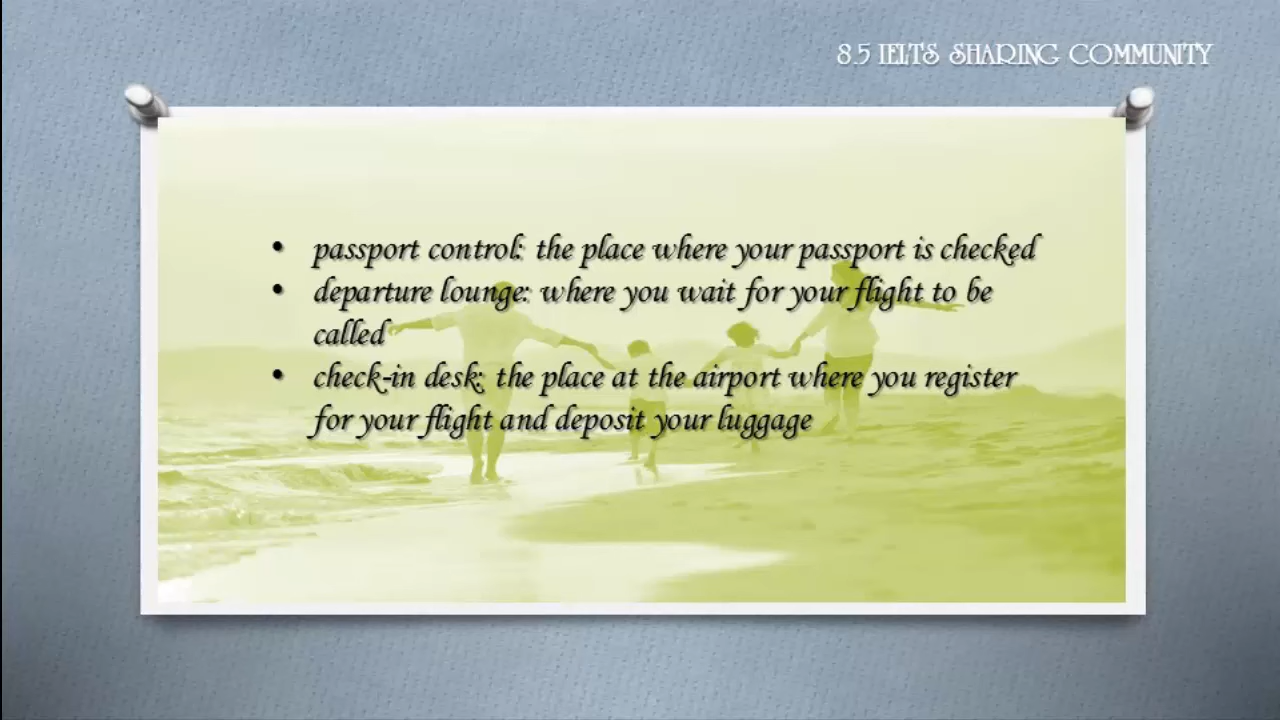 8.5 IELTS SHARING COMMUNITY
• passport control: the place where your passport is checked
• departure lounge: where you wait for your flight to be
called
• check-in desk: the place at the airport where you register
for your flight and deposit your luggage